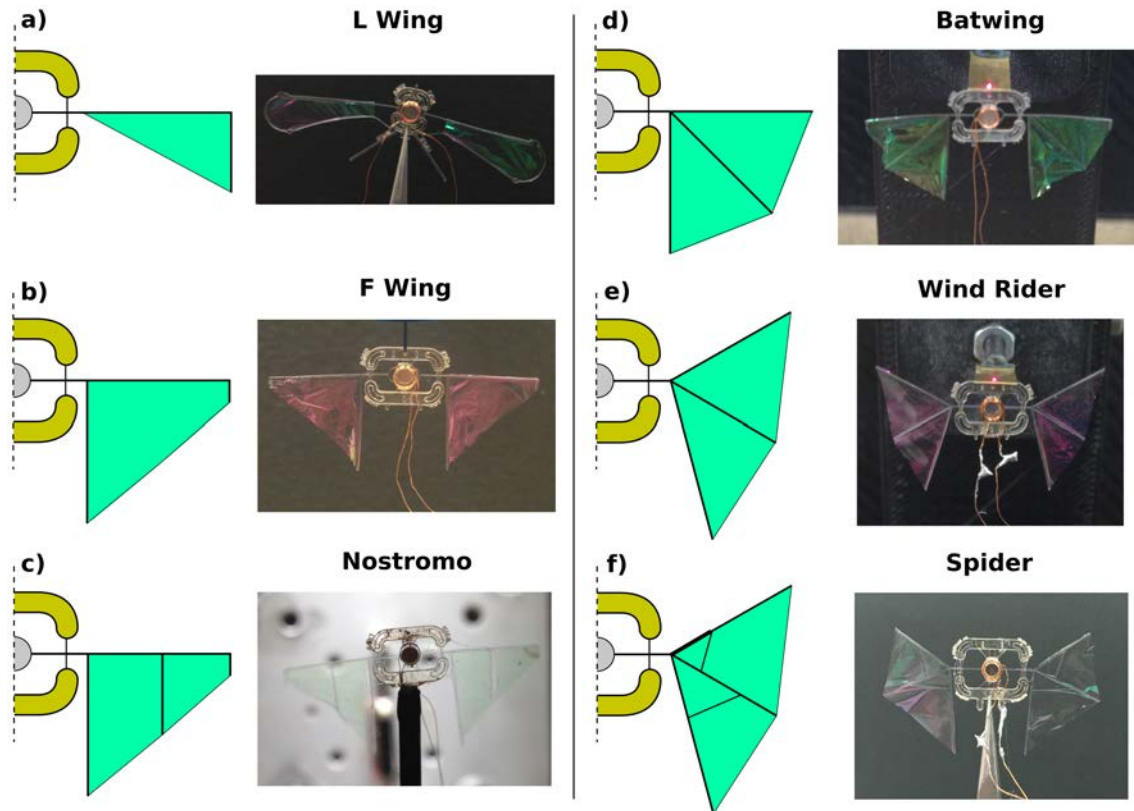 a)
L Wing
b)
F Wing
c)
Nostromo
d)
Batwing
e)
Wind Rider
f)
Spider